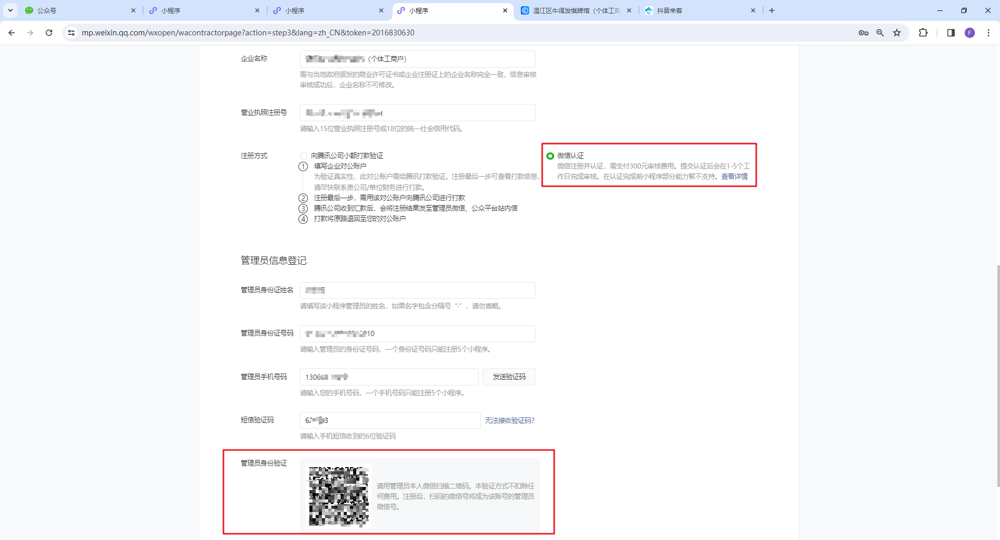 公众号
小程序
小程序
小程序
温江区牛得发棋牌馆（个体工商
抖音来客
mp.weixin.qq.com/wxopen/wacontractorpage?action=step3&lang=zh_CN&token=2016830630
F
企业名称
（个体工商户）
需与当地政府颁发的商业许可证书或企业注册证上的企业名称完全一致，信息审核
审核成功后，企业名称不可修改。
营业执照注册号
请输入15位营业执照注册号或18位的统一社会信用代码。
注册方式
向腾讯公司小额打款验证
1 填写企业对公账户
为验证真实性，此对公账户需给腾讯打款验证。注册最后一步可查看打款信息，
请尽快联系贵公司/单位财务进行打款。
2 注册最后一步，需用该对公账户向腾讯公司进行打款
3 腾讯公司收到汇款后，会将注册结果发至管理员微信、公众平台站内信
4 打款将原路退回至您的对公账户
微信认证
微信注册并认证，需支付300元审核费用。提交认证后会在1-5个工
作日完成审核。在认证完成前小程序部分能力暂不支持。查看详情
管理员信息登记
管理员身份证姓名
雨
请填写该小程序管理员的姓名，如果名字包含分隔号“·”，请勿省略。
管理员身份证号码
910
请输入管理员的身份证号码，一个身份证号码只能注册5个小程序。
管理员手机号码
1306
发送验证码
请输入您的手机号码，一个手机号码只能注册5个小程序。
短信验证码
62 3
无法接收验证码?
请输入手机短信收到的6位验证码
管理员身份验证
请用管理员本人微信扫描二维码。本验证方式不扣除任
何费用。注册后，扫码的微信号将成为该账号的管理员
微信号。